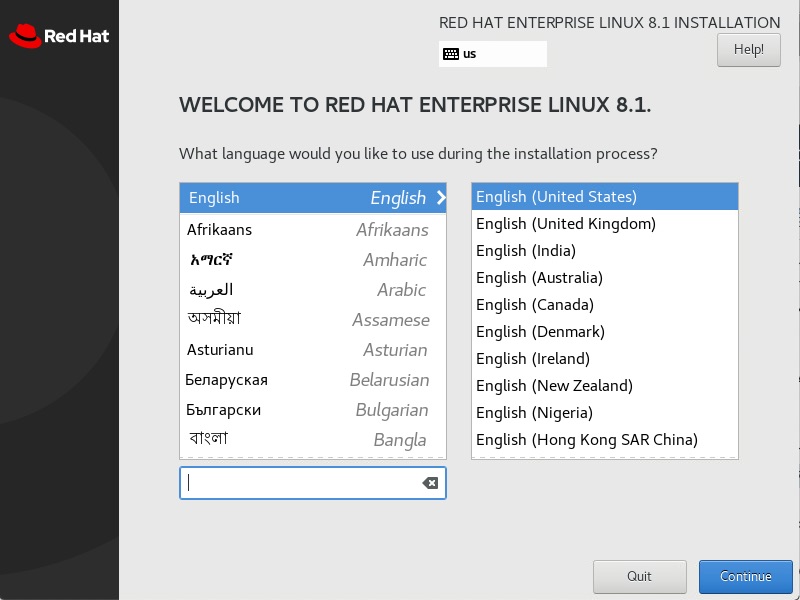 Red Hat
RED HAT ENTERPRISE LINUX 8.1 INSTALLATION
us
Help!
WELCOME TO RED HAT ENTERPRISE LINUX 8.1.
What language would you like to use during the installation process?
English English
Afrikaans Afrikaans
አማርኛ Amharic
العربية Arabic
অসমীয়া Assamese
Asturianu Asturian
Беларуская Belarusian
Български Bulgarian
বাংলা Bangla
English (United States)
English (United Kingdom)
English (India)
English (Australia)
English (Canada)
English (Denmark)
English (Ireland)
English (New Zealand)
English (Nigeria)
English (Hong Kong SAR China)
Quit
Continue